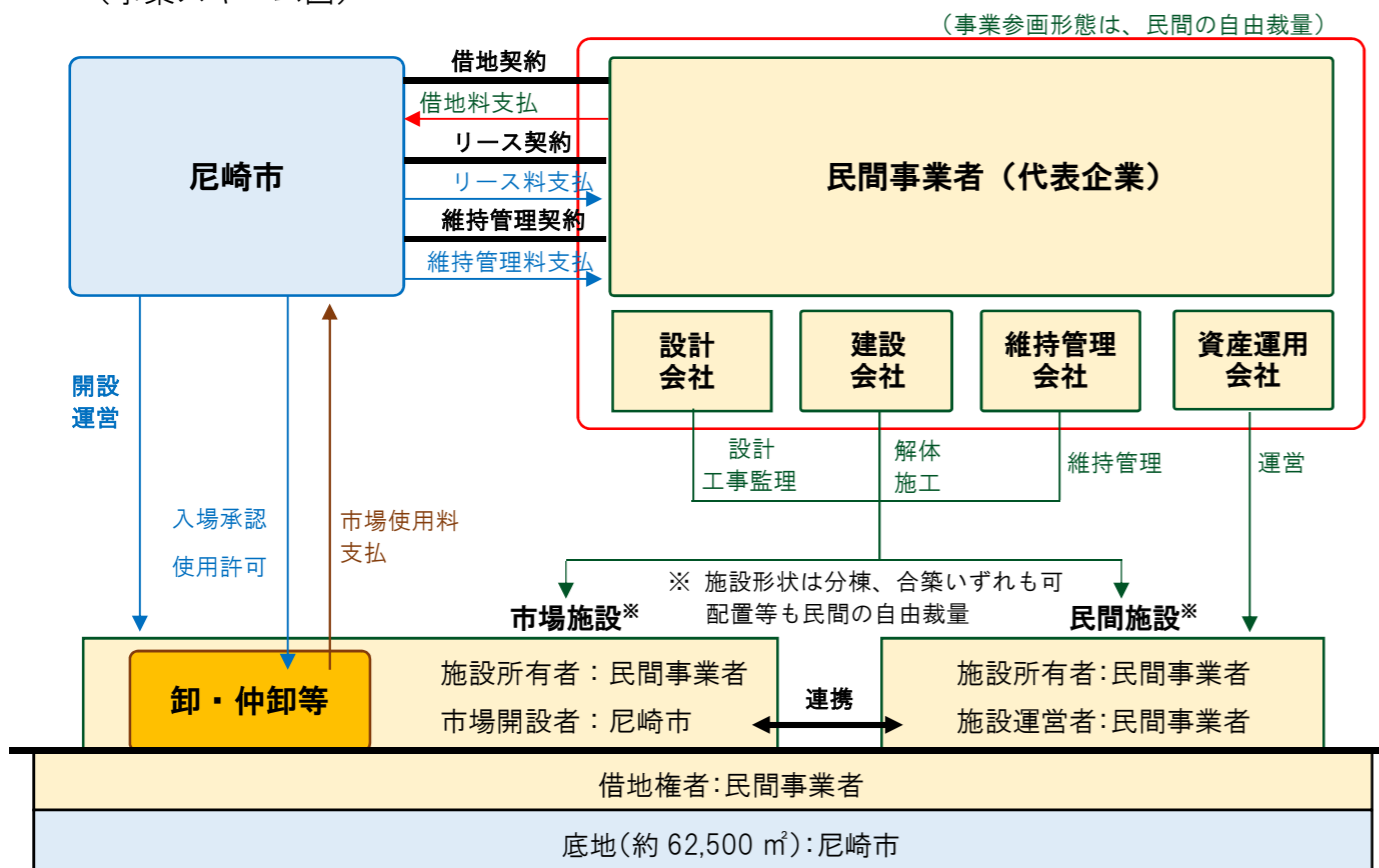 （事業スキーム図）
（事業参画形態は、民間の自由裁量）
借地契約
借地料支払
リース契約
リース料支払
維持管理契約
維持管理料支払
尼崎市
民間事業者（代表企業）
設計
会社
建設
会社
維持管理
会社
資産運用
会社
開設
運営
設計
工事監理
解体
施工
維持管理
運営
入場承認
使用許可
市場使用料
支払
※ 施設形状は分棟、合築いずれも可
配置等も民間の自由裁量
市場施設※
民間施設※
卸・仲卸等
施設所有者：民間事業者
市場開設者：尼崎市
連携
施設所有者:民間事業者
施設運営者:民間事業者
借地権者:民間事業者
底地(約 62,500 ㎡):尼崎市